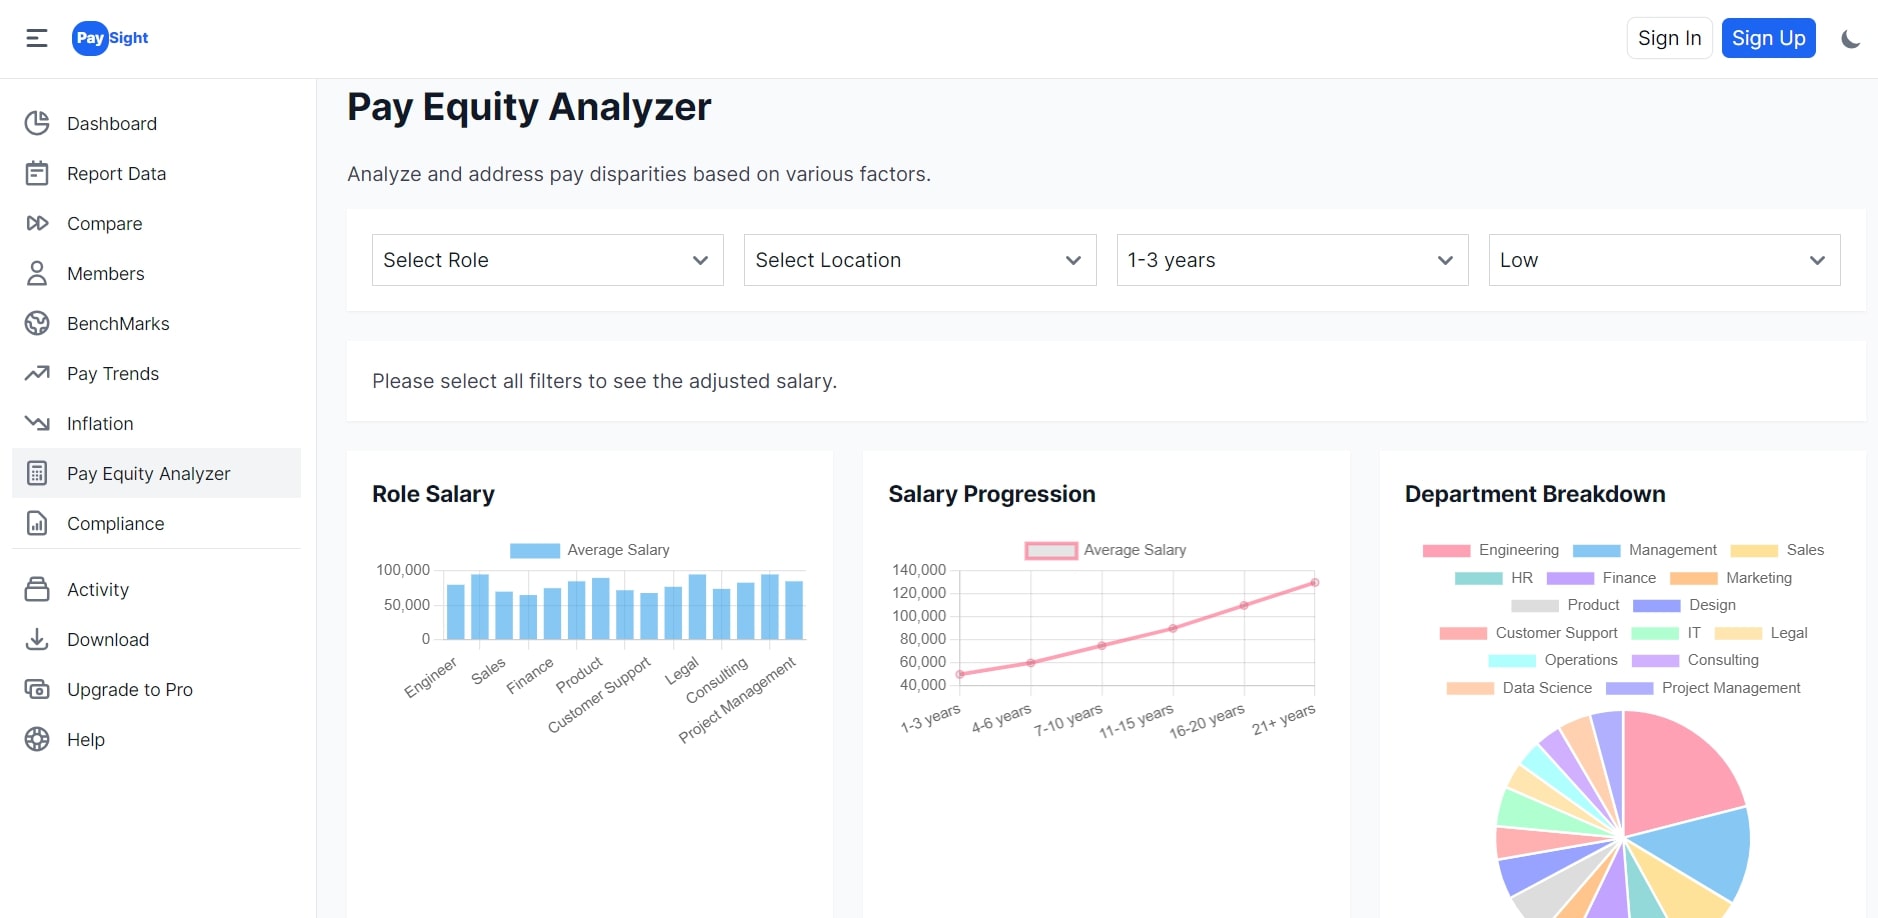 Pay Sight
Sign In
Sign Up
Dashboard
Report Data
Compare
Members
BenchMarks
Pay Trends
Inflation
Pay Equity Analyzer
Compliance
Activity
Download
Upgrade to Pro
Help
Pay Equity Analyzer
Analyze and address pay disparities based on various factors.
Select Role
Select Location
1-3 years
Low
Please select all filters to see the adjusted salary.
Role Salary
Average Salary
100,000
50,000
0
Engineer
Sales
Finance
Product
Customer Support
Legal
Consulting
Project Management
Salary Progression
Average Salary
140,000
120,000
100,000
80,000
60,000
40,000
1-3 years
4-6 years
7-10 years
11-15 years
16-20 years
21+ years
Department Breakdown
Engineering Management Sales
HR Finance Marketing
Product Design
Customer Support IT Legal
Operations Consulting
Data Science Project Management